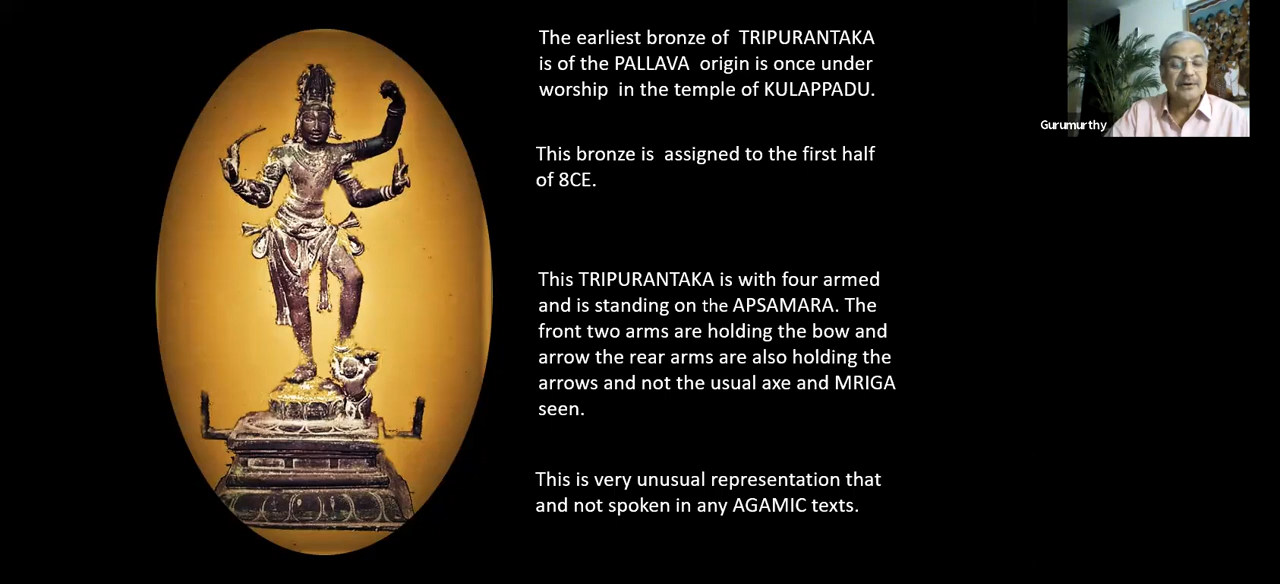 The earliest bronze of TRIPURANTAKA
is of the PALLAVA origin is once under
worship in the temple of KULAPPADU.
This bronze is assigned to the first half
of 8CE.
This TRIPURANTAKA is with four armed
and is standing on the APSAMARA. The
front two arms are holding the bow and
arrow the rear arms are also holding the
arrows and not the usual axe and MRIGA
seen.
This is very unusual representation that
and not spoken in any AGAMIC texts.
Gurumurthy